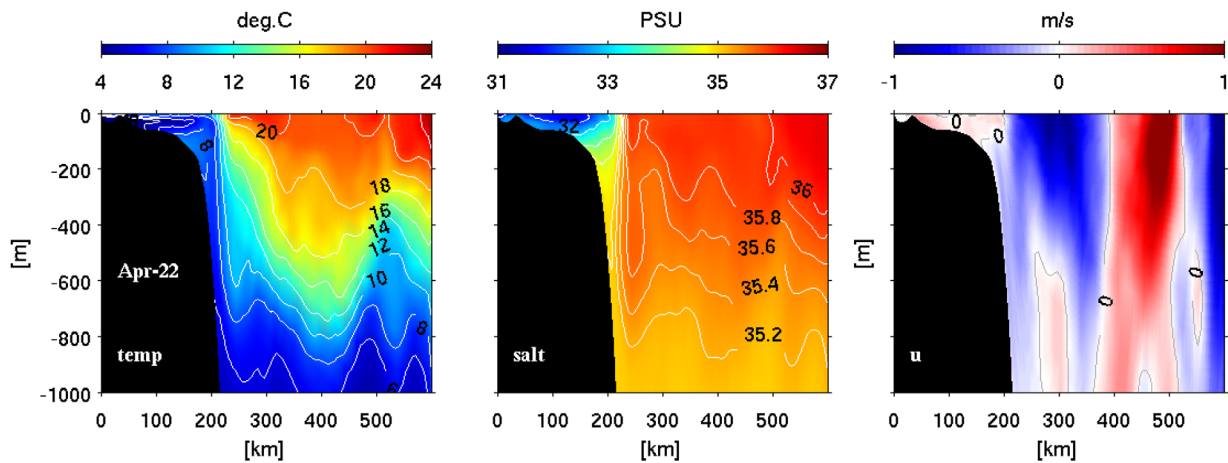 deg.C PSU m/s
4 8 12 16 20 24 31 33 35 37 -1 0 1
0 8 20 32 0 0
-200 18 36
16 35.8
-400 14 35.6
12
[m] Apr-22 10 35.4 [m] 0 0
-600
-800 temp 8 salt 35.2 u
-1000 6
0 100 200 300 400 500 0 100 200 300 400 500 0 100 200 300 400 500
[km] [km] [km]